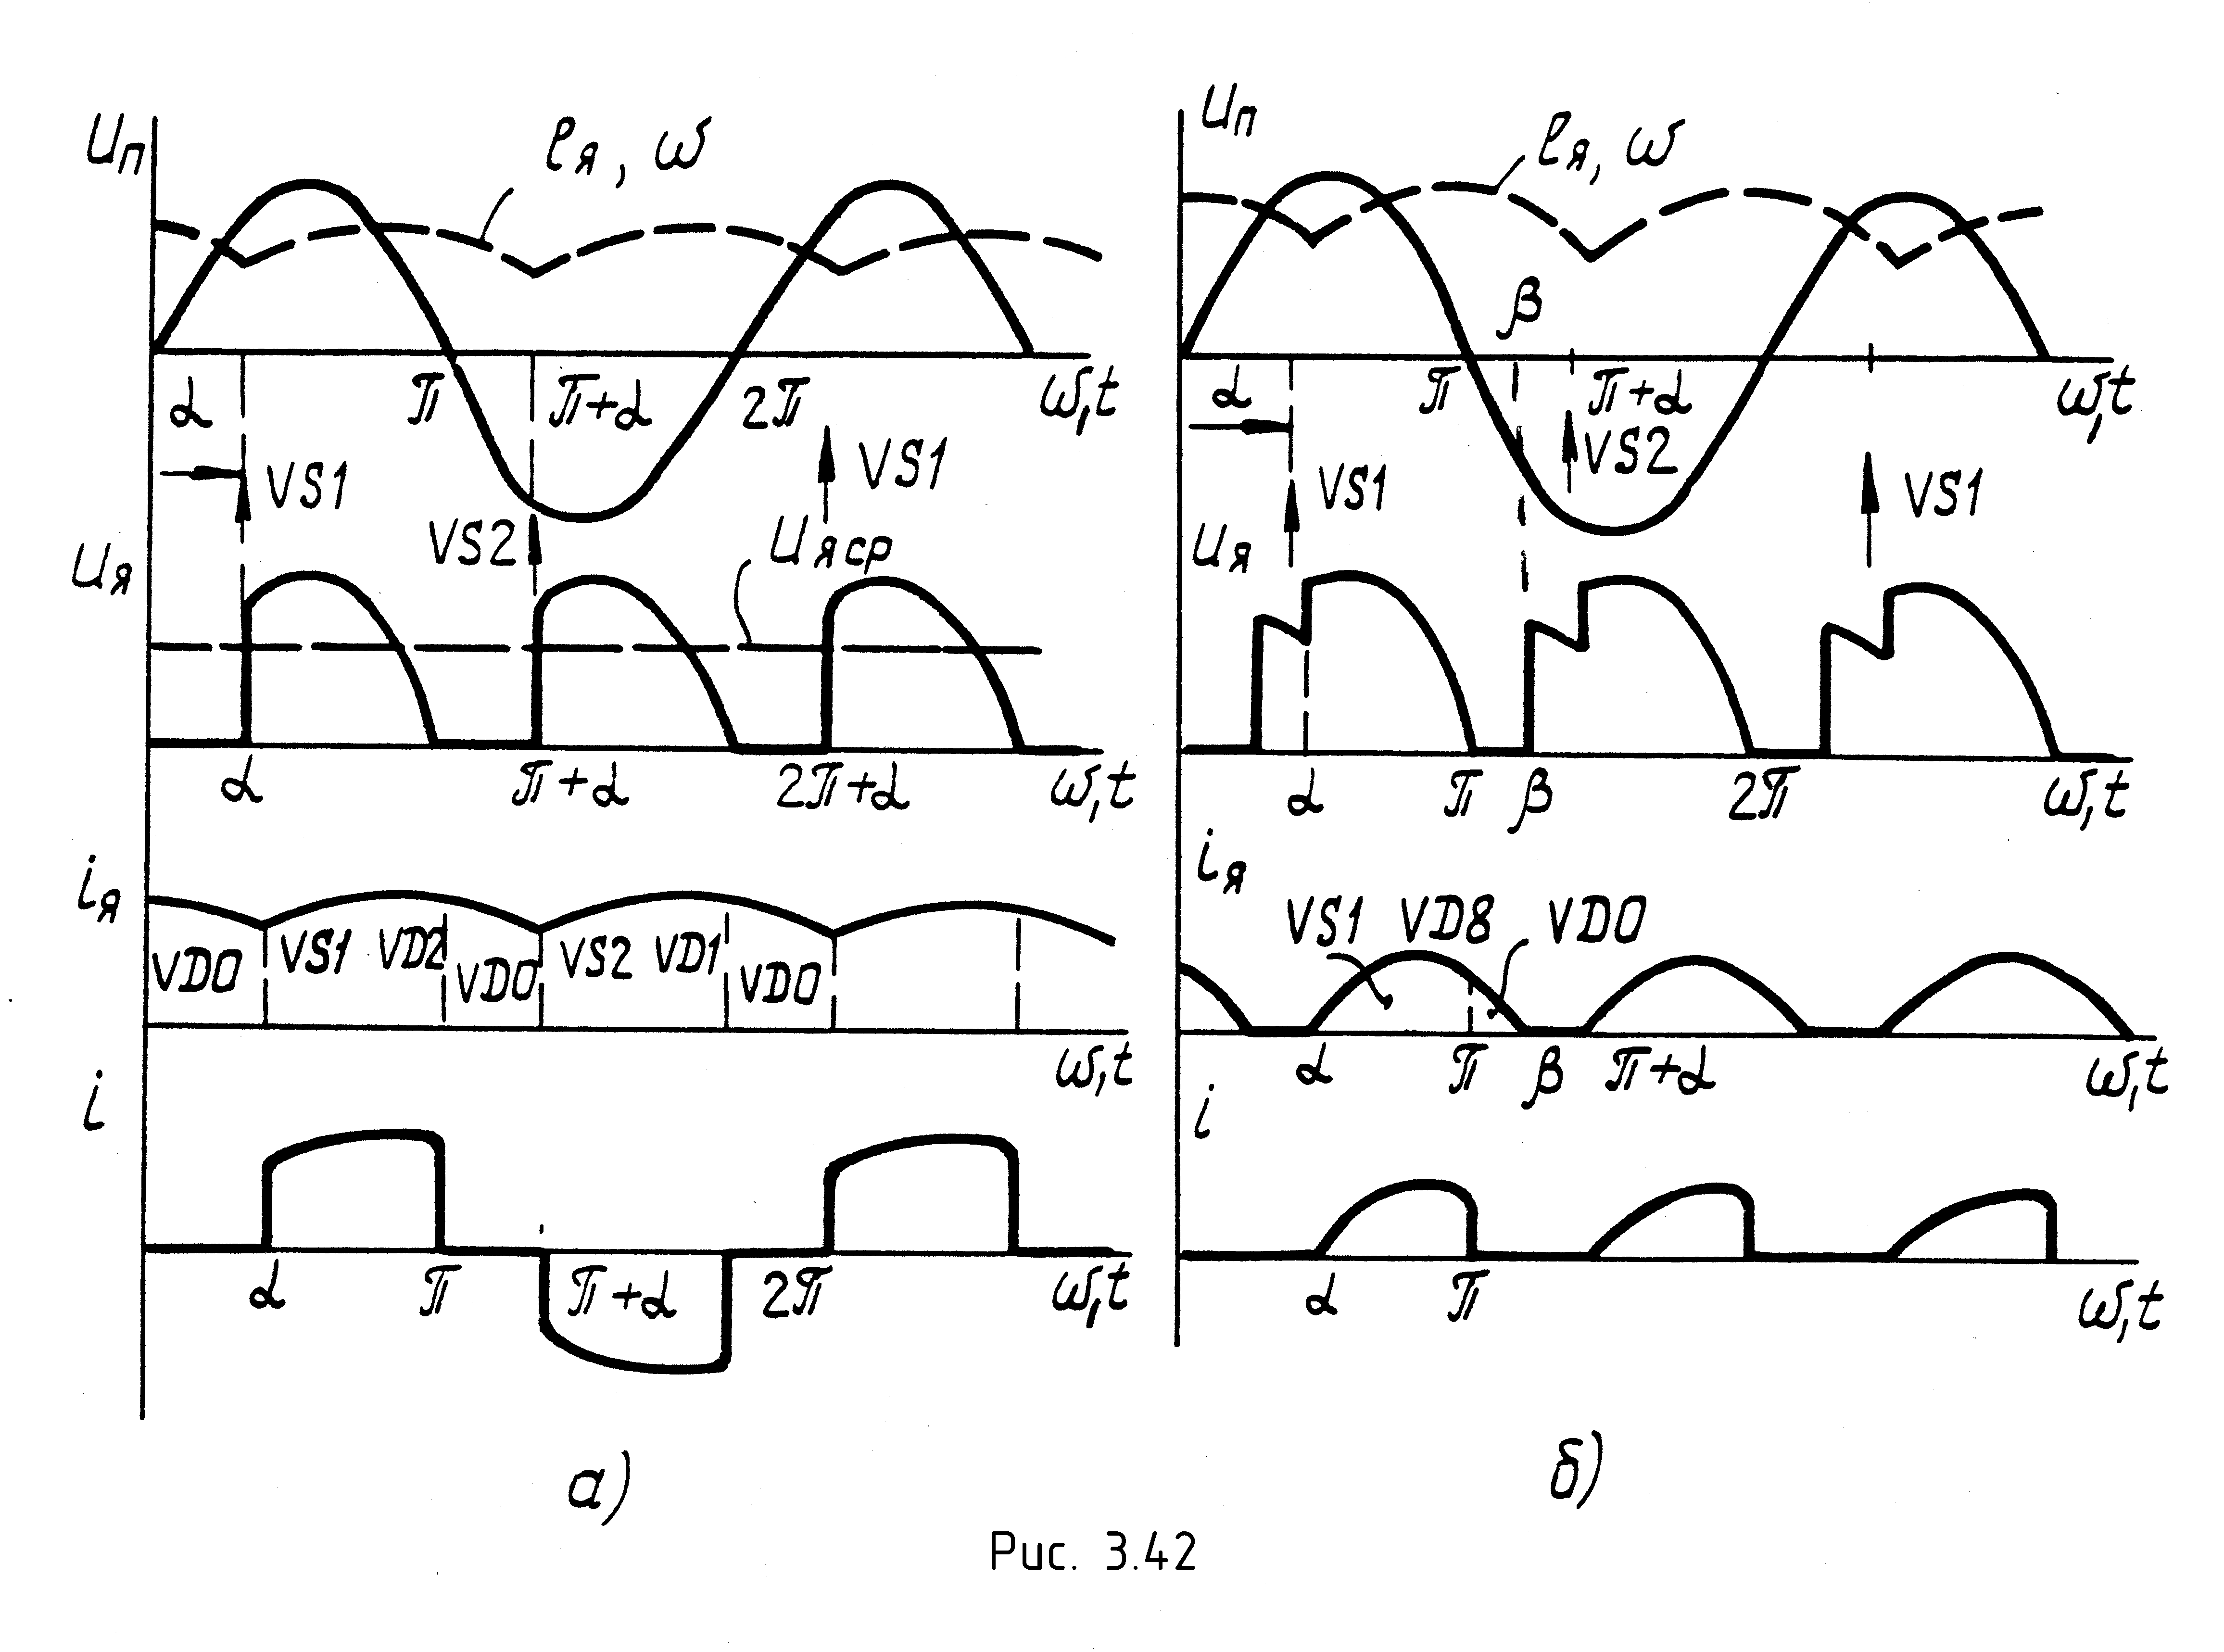 Uп
eя, ω
α
π
π+α
2π
ω₁t
VS1
VS2
VS1
Uя
Uяср
α
π+α
2π+α
ω₁t
iя
VD0
VS1 VD2
VD0
VS2 VD1
VD0
ω₁t
i
α
π
π+α
2π
ω₁t
а)
Uп
eя, ω
β
α
π
π+α
ω₁t
VS1
VS2
VS1
Uя
α
π
β
2π
ω₁t
iя
VS1 VD8 VD0
α
π
β
π+α
ω₁t
i
α
π
ω₁t
б)
Рис. 3.42